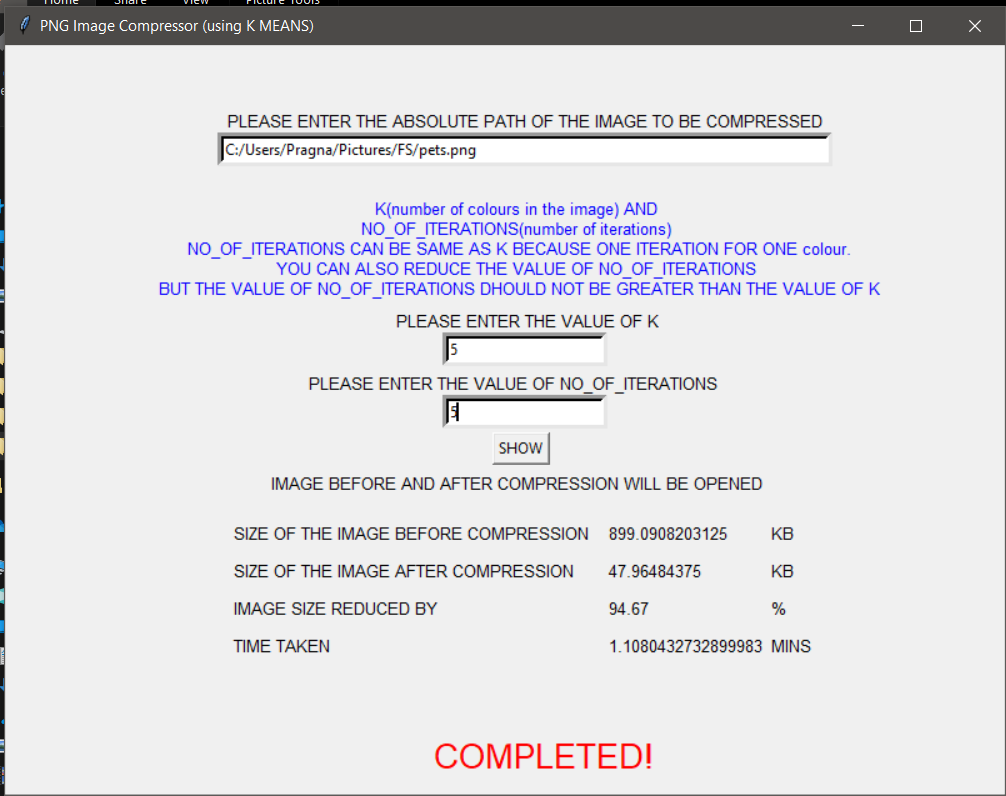 Home Share View Picture Tools
PNG Image Compressor (using K MEANS)
PLEASE ENTER THE ABSOLUTE PATH OF THE IMAGE TO BE COMPRESSED
C:/Users/Pragna/Pictures/FS/pets.png
K(number of colours in the image) AND
NO_OF_ITERATIONS(number of iterations)
NO_OF_ITERATIONS CAN BE SAME AS K BECAUSE ONE ITERATION FOR ONE colour.
YOU CAN ALSO REDUCE THE VALUE OF NO_OF_ITERATIONS
BUT THE VALUE OF NO_OF_ITERATIONS DHOULD NOT BE GREATER THAN THE VALUE OF K
PLEASE ENTER THE VALUE OF K
5
PLEASE ENTER THE VALUE OF NO_OF_ITERATIONS
5
SHOW
IMAGE BEFORE AND AFTER COMPRESSION WILL BE OPENED
SIZE OF THE IMAGE BEFORE COMPRESSION 899.0908203125 KB
SIZE OF THE IMAGE AFTER COMPRESSION 47.96484375 KB
IMAGE SIZE REDUCED BY 94.67 %
TIME TAKEN 1.1080432732899983 MINS
COMPLETED!